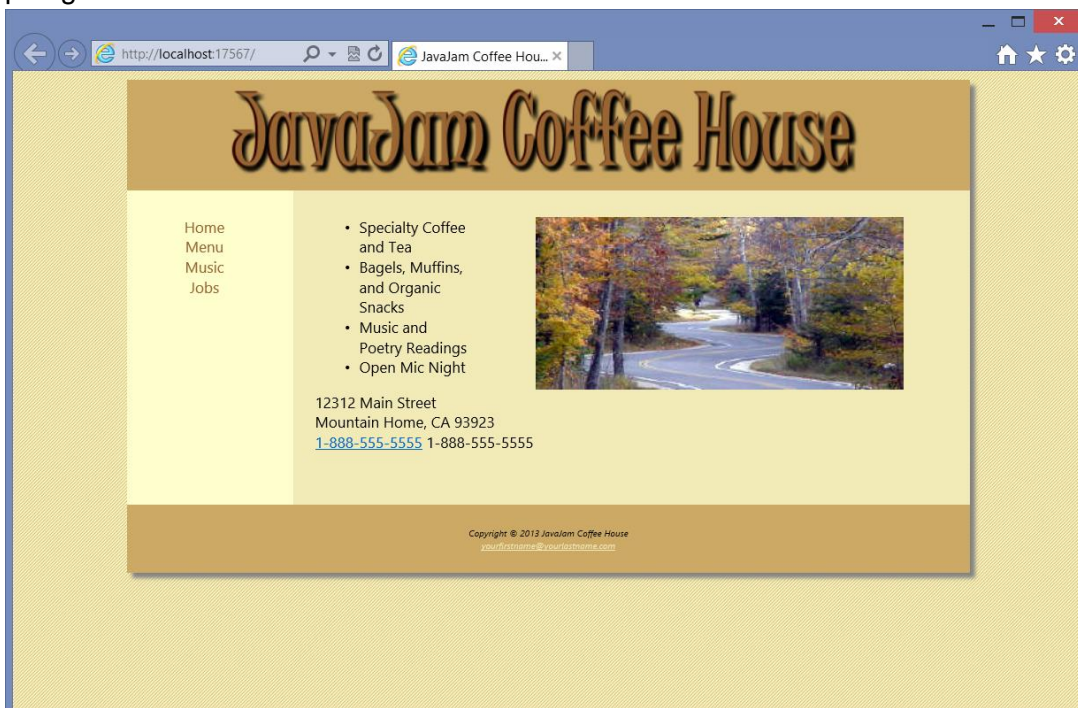 http://localhost:17567/
JavaJam Coffee Hou...
JavaJam Coffee House
Home
Menu
Music
Jobs
• Specialty Coffee
and Tea
• Bagels, Muffins,
and Organic
Snacks
• Music and
Poetry Readings
• Open Mic Night
12312 Main Street
Mountain Home, CA 93923
1-888-555-5555 1-888-555-5555
Copyright © 2013 JavaJam Coffee House
yourfirstname@yourlastname.com